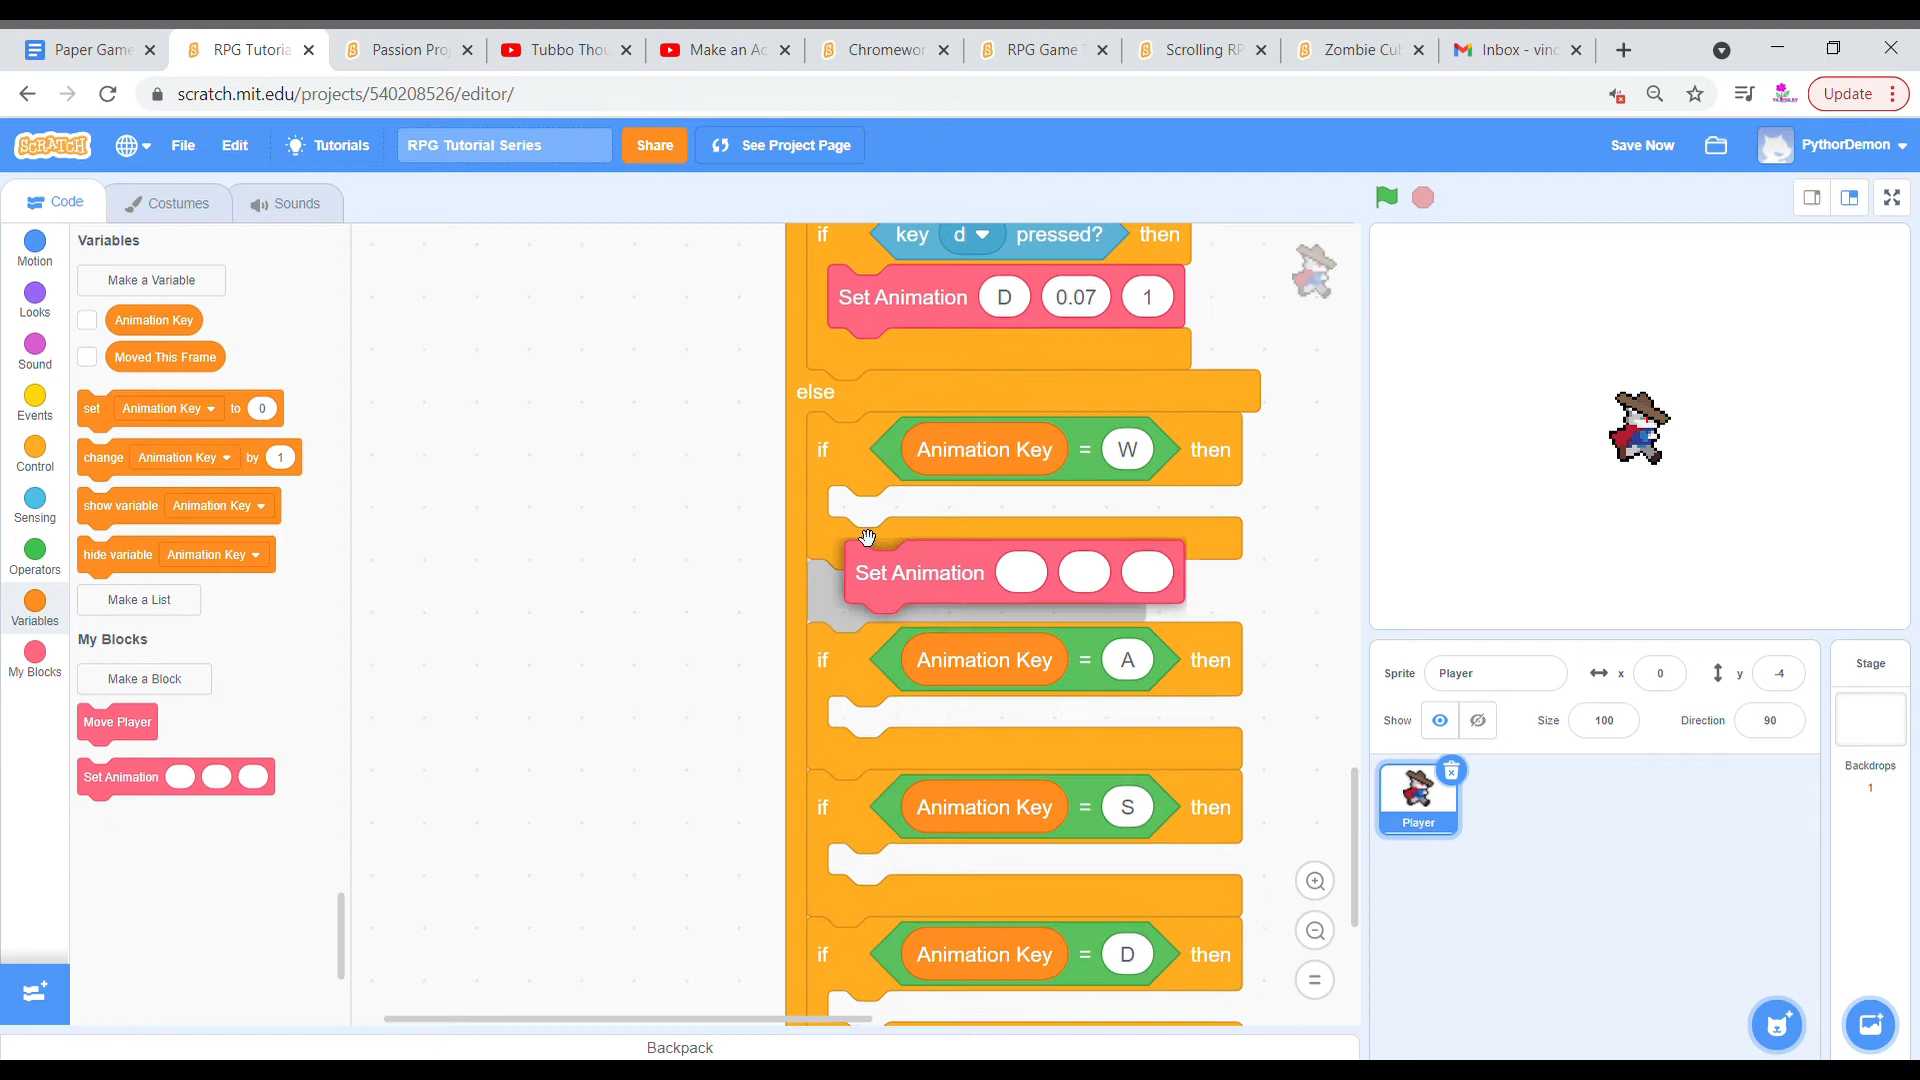 Paper Game
RPG Tutoria
Passion Pro
Tubbo Thou
Make an Ac
Chromewor
RPG Game T
Scrolling RP
Zombie Cub
Inbox - vinc
scratch.mit.edu/projects/540208526/editor/
Update
SCRATCH
File
Edit
Tutorials
RPG Tutorial Series
Share
See Project Page
Save Now
PythorDemon
Code
Costumes
Sounds
Motion
Looks
Sound
Events
Control
Sensing
Operators
Variables
My Blocks
Variables
Make a Variable
Animation Key
Moved This Frame
set Animation Key to 0
change Animation Key by 1
show variable Animation Key
hide variable Animation Key
Make a List
My Blocks
Make a Block
Move Player
Set Animation
if key d pressed? then
Set Animation D 0.07 1
else
if Animation Key = W then
Set Animation
if Animation Key = A then
if Animation Key = S then
if Animation Key = D then
Backpack
Sprite Player x 0 y -4
Show Size 100 Direction 90
Player
Stage
Backdrops
1